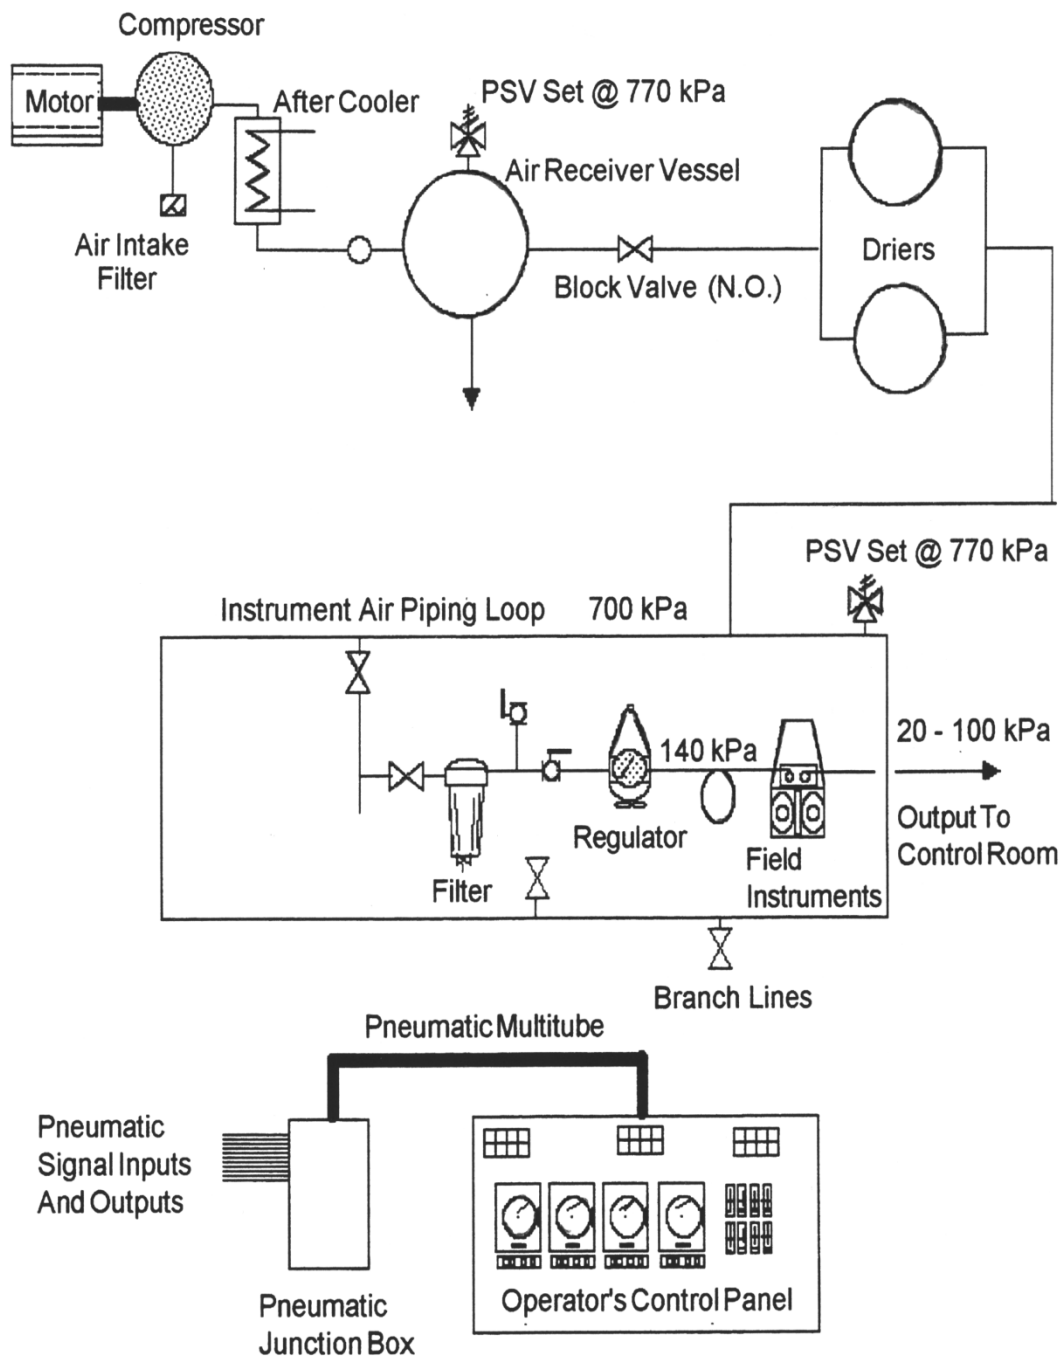 Compressor
Motor
After Cooler
PSV Set @ 770 kPa
Air Receiver Vessel
Air Intake
Filter
Block Valve (N.O.)
Driers
PSV Set @ 770 kPa
Instrument Air Piping Loop 700 kPa
140 kPa
20 - 100 kPa
Regulator
Output To
Control Room
Filter
Field
Instruments
Branch Lines
Pneumatic Multitube
Pneumatic
Signal Inputs
And Outputs
Operator's Control Panel
Pneumatic
Junction Box